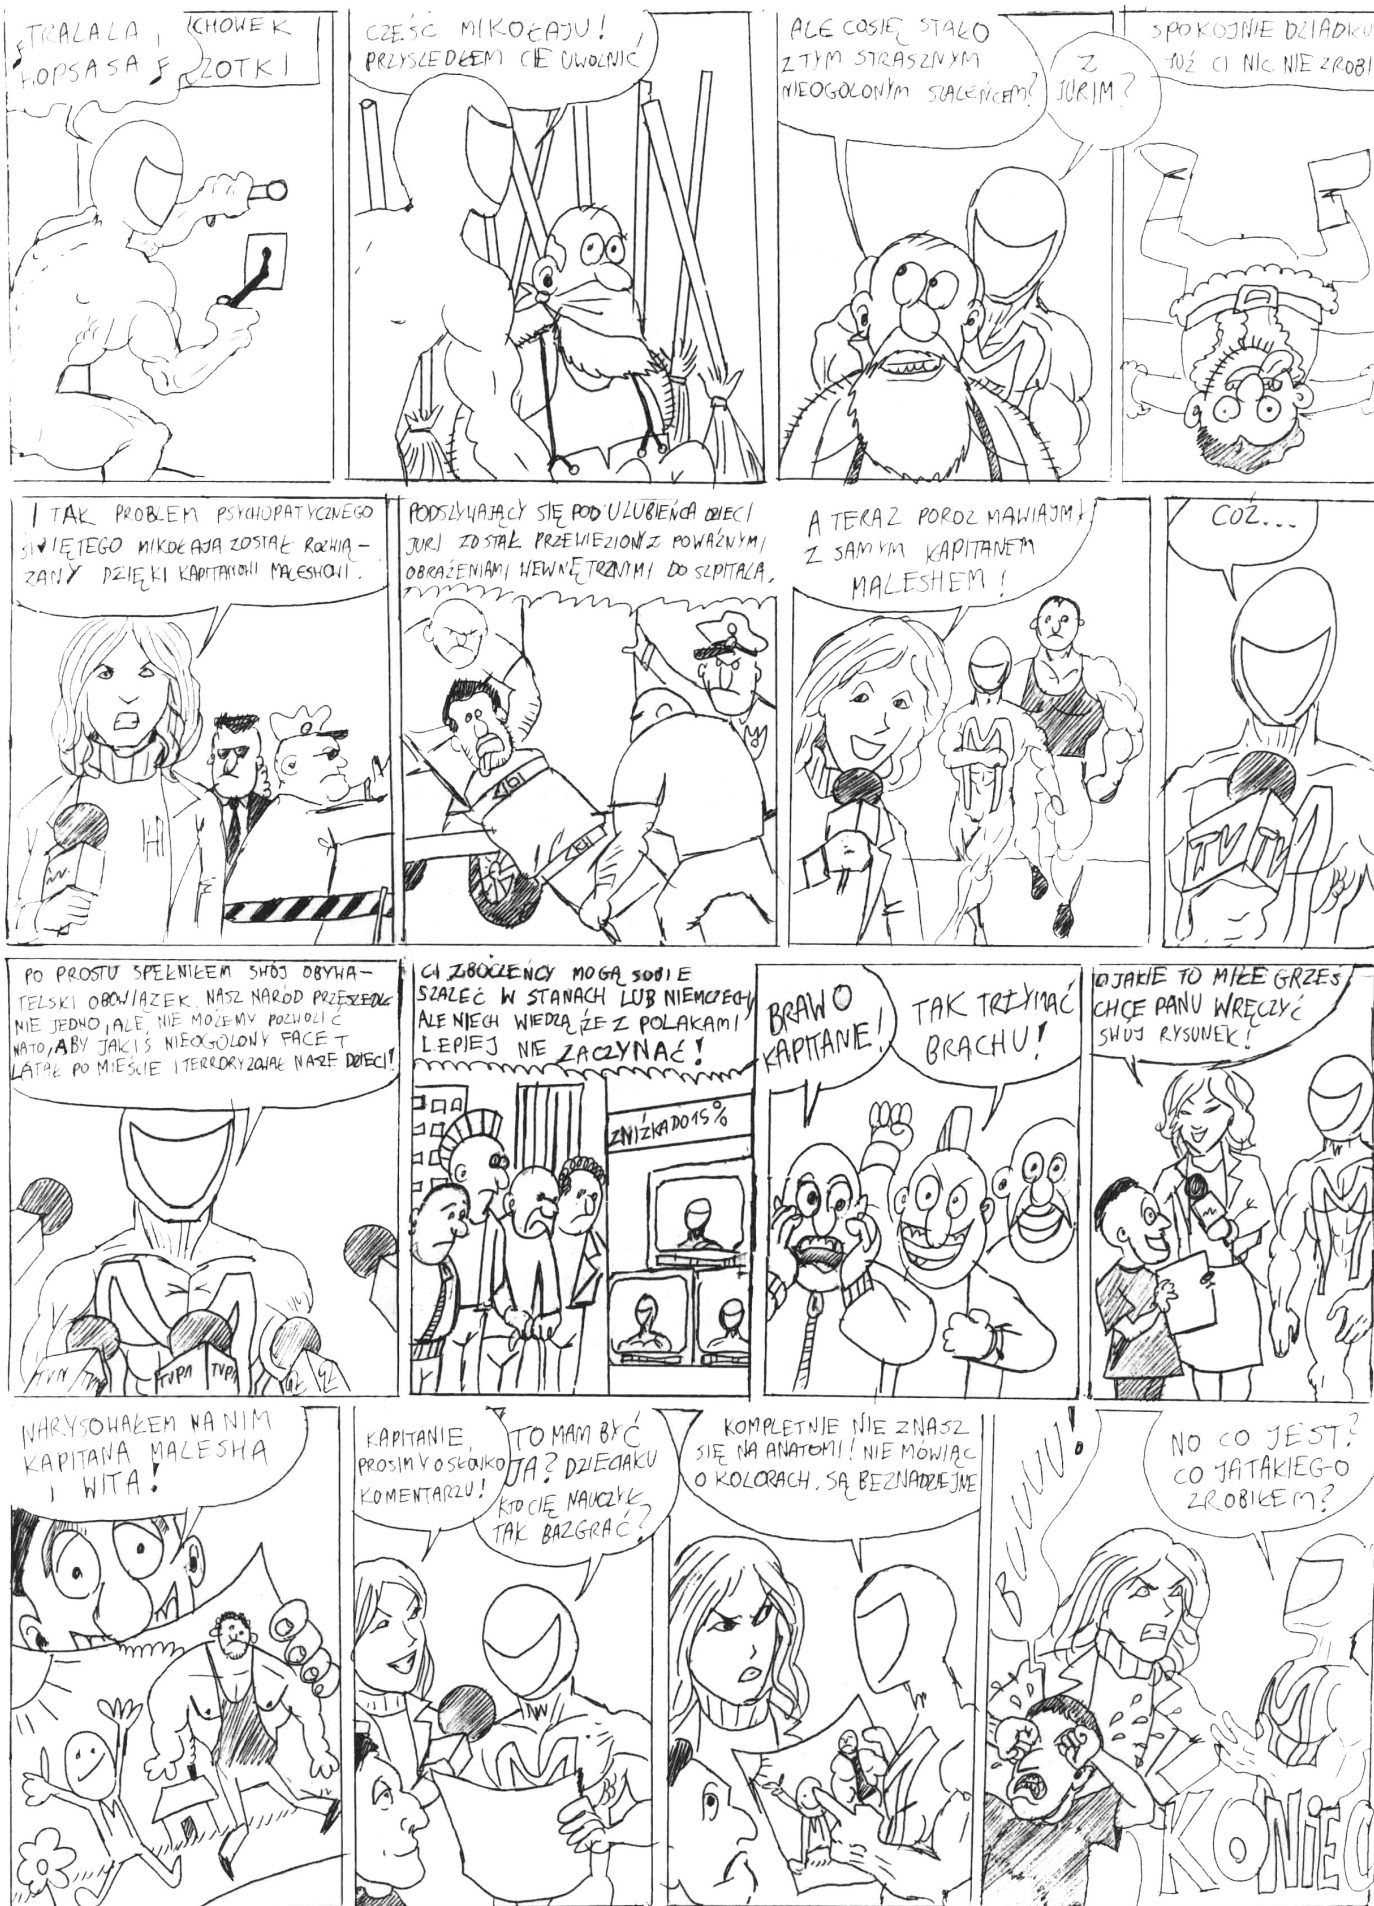 TRALALA,
HOPSASA
CHOWEK
ZOTKI
CZEŚĆ MIKOŁAJU!
PRZYSZEDŁEM CIE UWOLNIĆ
ALE COSIĘ STAŁO
Z TYM STRASZNYM
NIEOGOLONYM SZALEŃCEM?
Z
JURIM?
SPOKOJNIE DZIADKU
JUŻ CI NIC NIE ZROBI
I TAK PROBLEM PSYCHOPATYCZNEGO
ŚWIĘTEGO MIKOŁAJA ZOSTAŁ ROZWIĄ-
ZANY DZIĘKI KAPITANOWI MALESHOWI.
PODSZYWAJĄCY SIĘ POD ULUBIEŃCA DZIECI
JURI ZOSTAŁ PRZEWIEZIONY Z POWAŻNYMI
OBRAŻENIAMI WEWNĘTRZNYMI DO SZPITALA.
A TERAZ POROZMAWIAJMY
Z SAMYM KAPITANEM
MALESHEM!
CÓŻ...
TV TV
PO PROSTU SPEŁNIŁEM SWÓJ OBYWA-
TELSKI OBOWIĄZEK. NASZ NARÓD PRZESZEDŁ
NIE JEDNO, ALE NIE MOŻEMY POZWOLIĆ
NATO, ABY JAKIŚ NIEOGOLONY FACET
LATAŁ PO MIEŚCIE I TERRORYZOWAŁ NASZE DZIECI!
TVN
TVP1 TVP1
CI ZBOCZEŃCY MOGĄ SOBIE
SZALEĆ W STANACH LUB NIEMCZECH,
ALE NIECH WIEDZĄ ŻE Z POLAKAMI
LEPIEJ NIE ZACZYNAĆ!
ZNIŻKA DO 15%
BRAWO
KAPITANIE!
TAK TRZYMAĆ
BRACHU!
O JAKIE TO MIŁE GRZEŚ
CHCE PANU WRĘCZYĆ
SWÓJ RYSUNEK!
NARYSOWAŁEM NA NIM
KAPITANA MALESHA
I WITA!
KAPITANIE,
PROSIMY O SŁÓWKO
KOMENTARZU!
TO MAM BYĆ
JA? DZIECIAKU
KTO CIĘ NAUCZYŁ
TAK BAZGRAĆ?
KOMPLETNIE NIE ZNASZ
SIĘ NA ANATOMI! NIE MÓWIĄC
O KOLORACH. SĄ BEZNADZIEJNE
BUUUU!
NO CO JEST?
CO JA TAKIEGO
ZROBIŁEM?
KONIEC